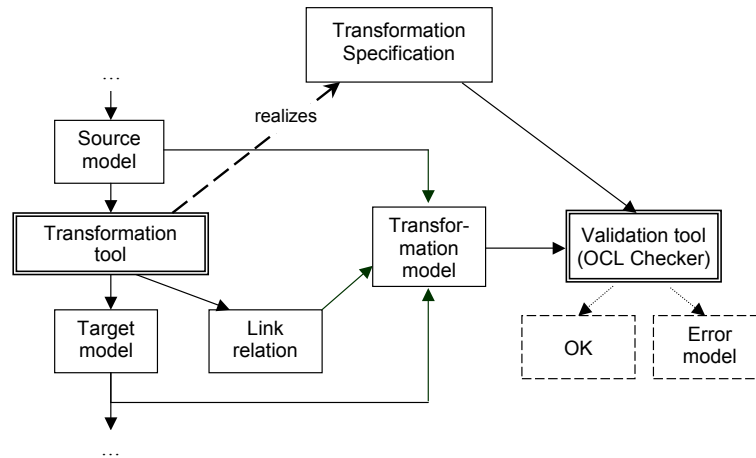 Transformation
Specification
...
realizes
Source
model
Transformation
tool
Transfor-
mation
model
Validation tool
(OCL Checker)
Target
model
Link
relation
OK
Error
model
...